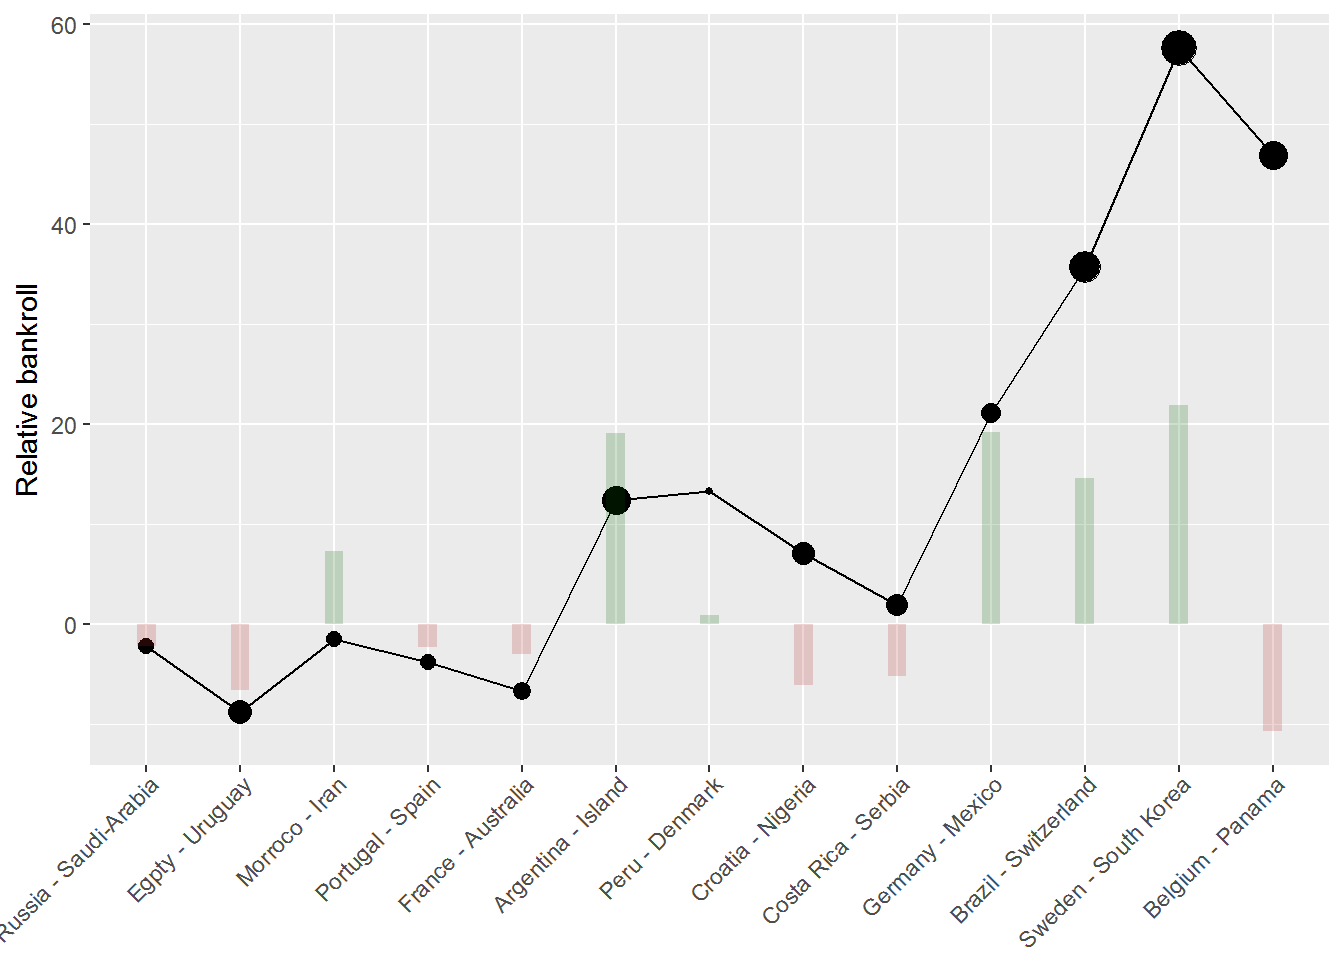 60
40
20
0
Relative bankroll
Russia - Saudi-Arabia
Egpty - Uruguay
Morroco - Iran
Portugal - Spain
France - Australia
Argentina - Island
Peru - Denmark
Croatia - Nigeria
Costa Rica - Serbia
Germany - Mexico
Brazil - Switzerland
Sweden - South Korea
Belgium - Panama